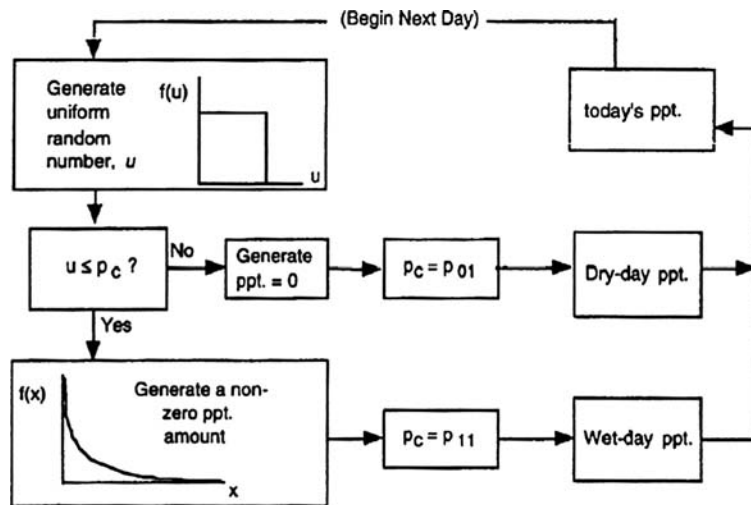 (Begin Next Day)
Generate
uniform
random
number, u
f(u)
u
today's ppt.
u ≤ pc ?
No
Generate
ppt. = 0
pc = p01
Dry-day ppt.
Yes
f(x)
x
Generate a non-
zero ppt.
amount
pc = p11
Wet-day ppt.